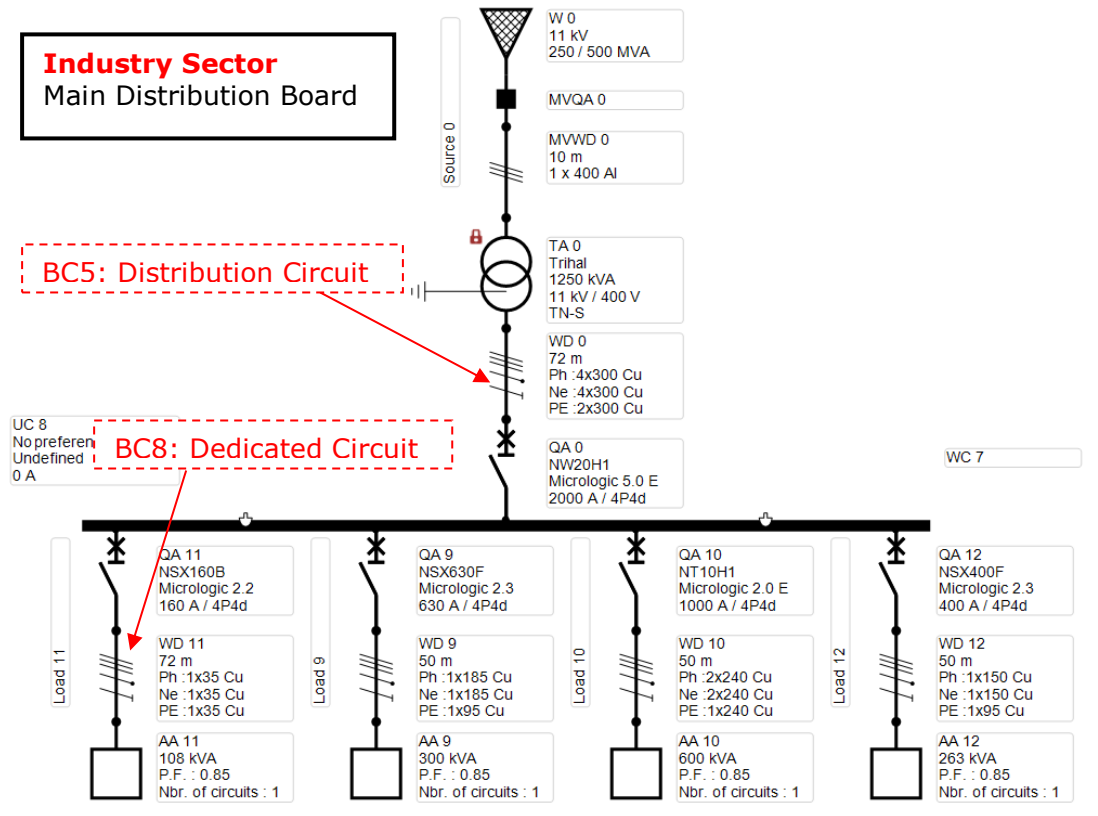 Industry Sector
Main Distribution Board
Source 0
W 0
11 kV
250 / 500 MVA
MVQA 0
MVWD 0
10 m
1 x 400 Al
TA 0
Trihal
1250 kVA
11 kV / 400 V
TN-S
BC5: Distribution Circuit
WD 0
72 m
Ph :4x300 Cu
Ne :4x300 Cu
PE :2x300 Cu
UC 8
No preferen
Undefined
0 A
BC8: Dedicated Circuit
QA 0
NW20H1
Micrologic 5.0 E
2000 A / 4P4d
WC 7
Load 11
QA 11
NSX160B
Micrologic 2.2
160 A / 4P4d
WD 11
72 m
Ph :1x35 Cu
Ne :1x35 Cu
PE :1x35 Cu
AA 11
108 kVA
P.F. : 0.85
Nbr. of circuits : 1
Load 9
QA 9
NSX630F
Micrologic 2.3
630 A / 4P4d
WD 9
50 m
Ph :1x185 Cu
Ne :1x185 Cu
PE :1x95 Cu
AA 9
300 kVA
P.F. : 0.85
Nbr. of circuits : 1
Load 10
QA 10
NT10H1
Micrologic 2.0 E
1000 A / 4P4d
WD 10
50 m
Ph :2x240 Cu
Ne :2x240 Cu
PE :1x240 Cu
AA 10
600 kVA
P.F. : 0.85
Nbr. of circuits : 1
Load 12
QA 12
NSX400F
Micrologic 2.3
400 A / 4P4d
WD 12
50 m
Ph :1x150 Cu
Ne :1x150 Cu
PE :1x95 Cu
AA 12
263 kVA
P.F. : 0.85
Nbr. of circuits : 1